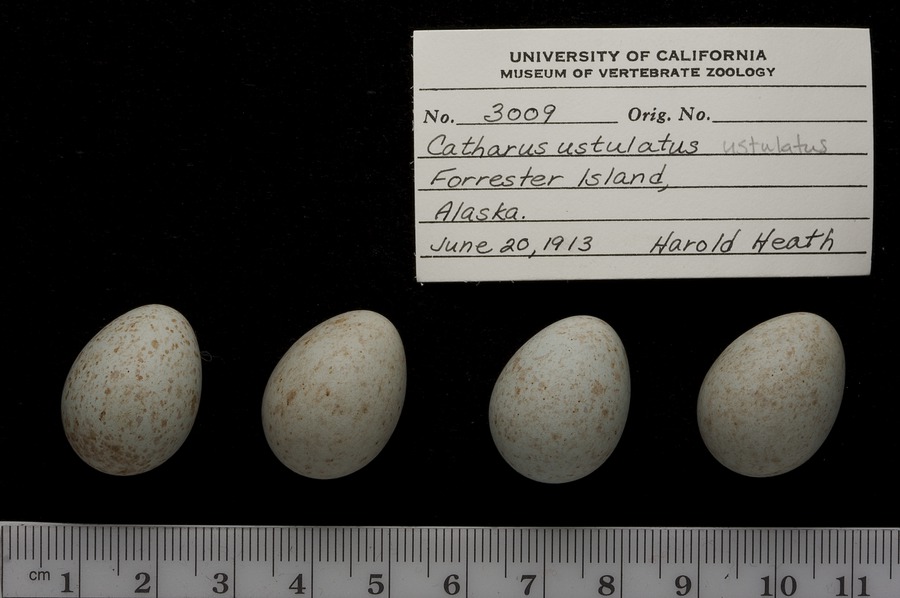 UNIVERSITY OF CALIFORNIA
MUSEUM OF VERTEBRATE ZOOLOGY
No. 3009 Orig. No.
Catharus ustulatus ustulatus
Forrester Island,
Alaska.
June 20, 1913 Harold Heath
cm 1 2 3 4 5 6 7 8 9 10 11